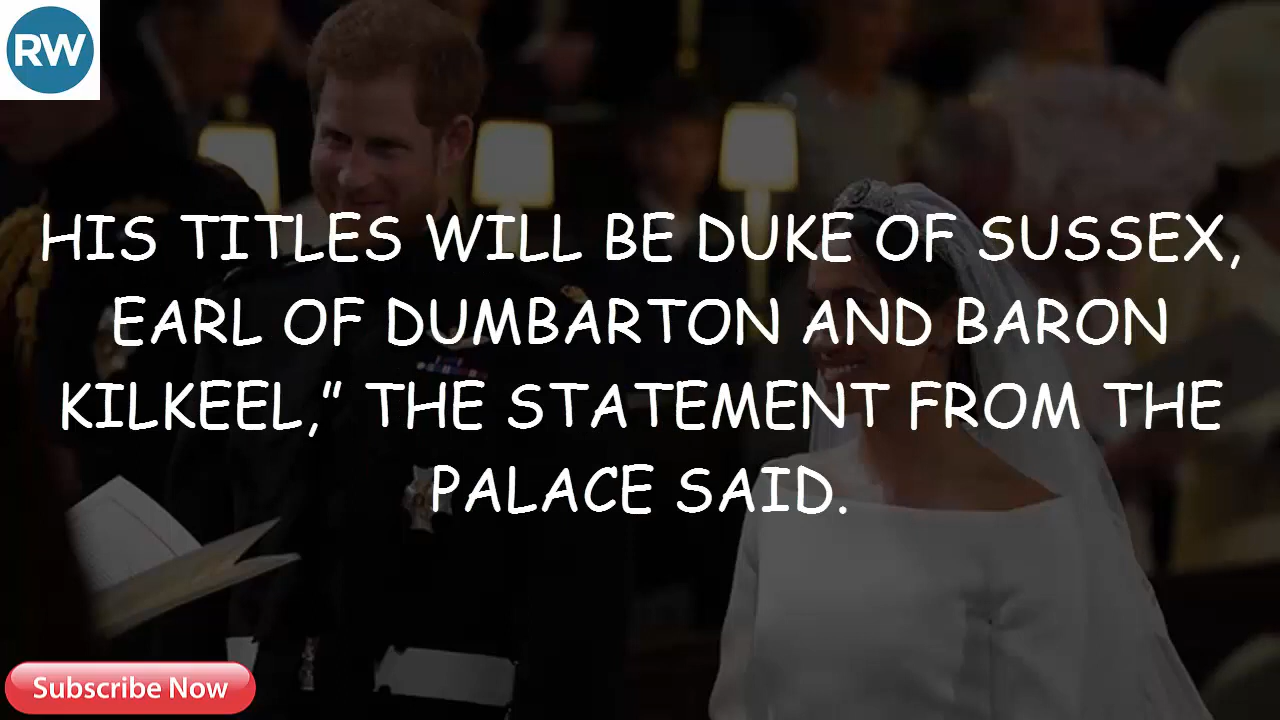 RW
HIS TITLES WILL BE DUKE OF SUSSEX,
EARL OF DUMBARTON AND BARON
KILKEEL,” THE STATEMENT FROM THE
PALACE SAID.
Subscribe Now